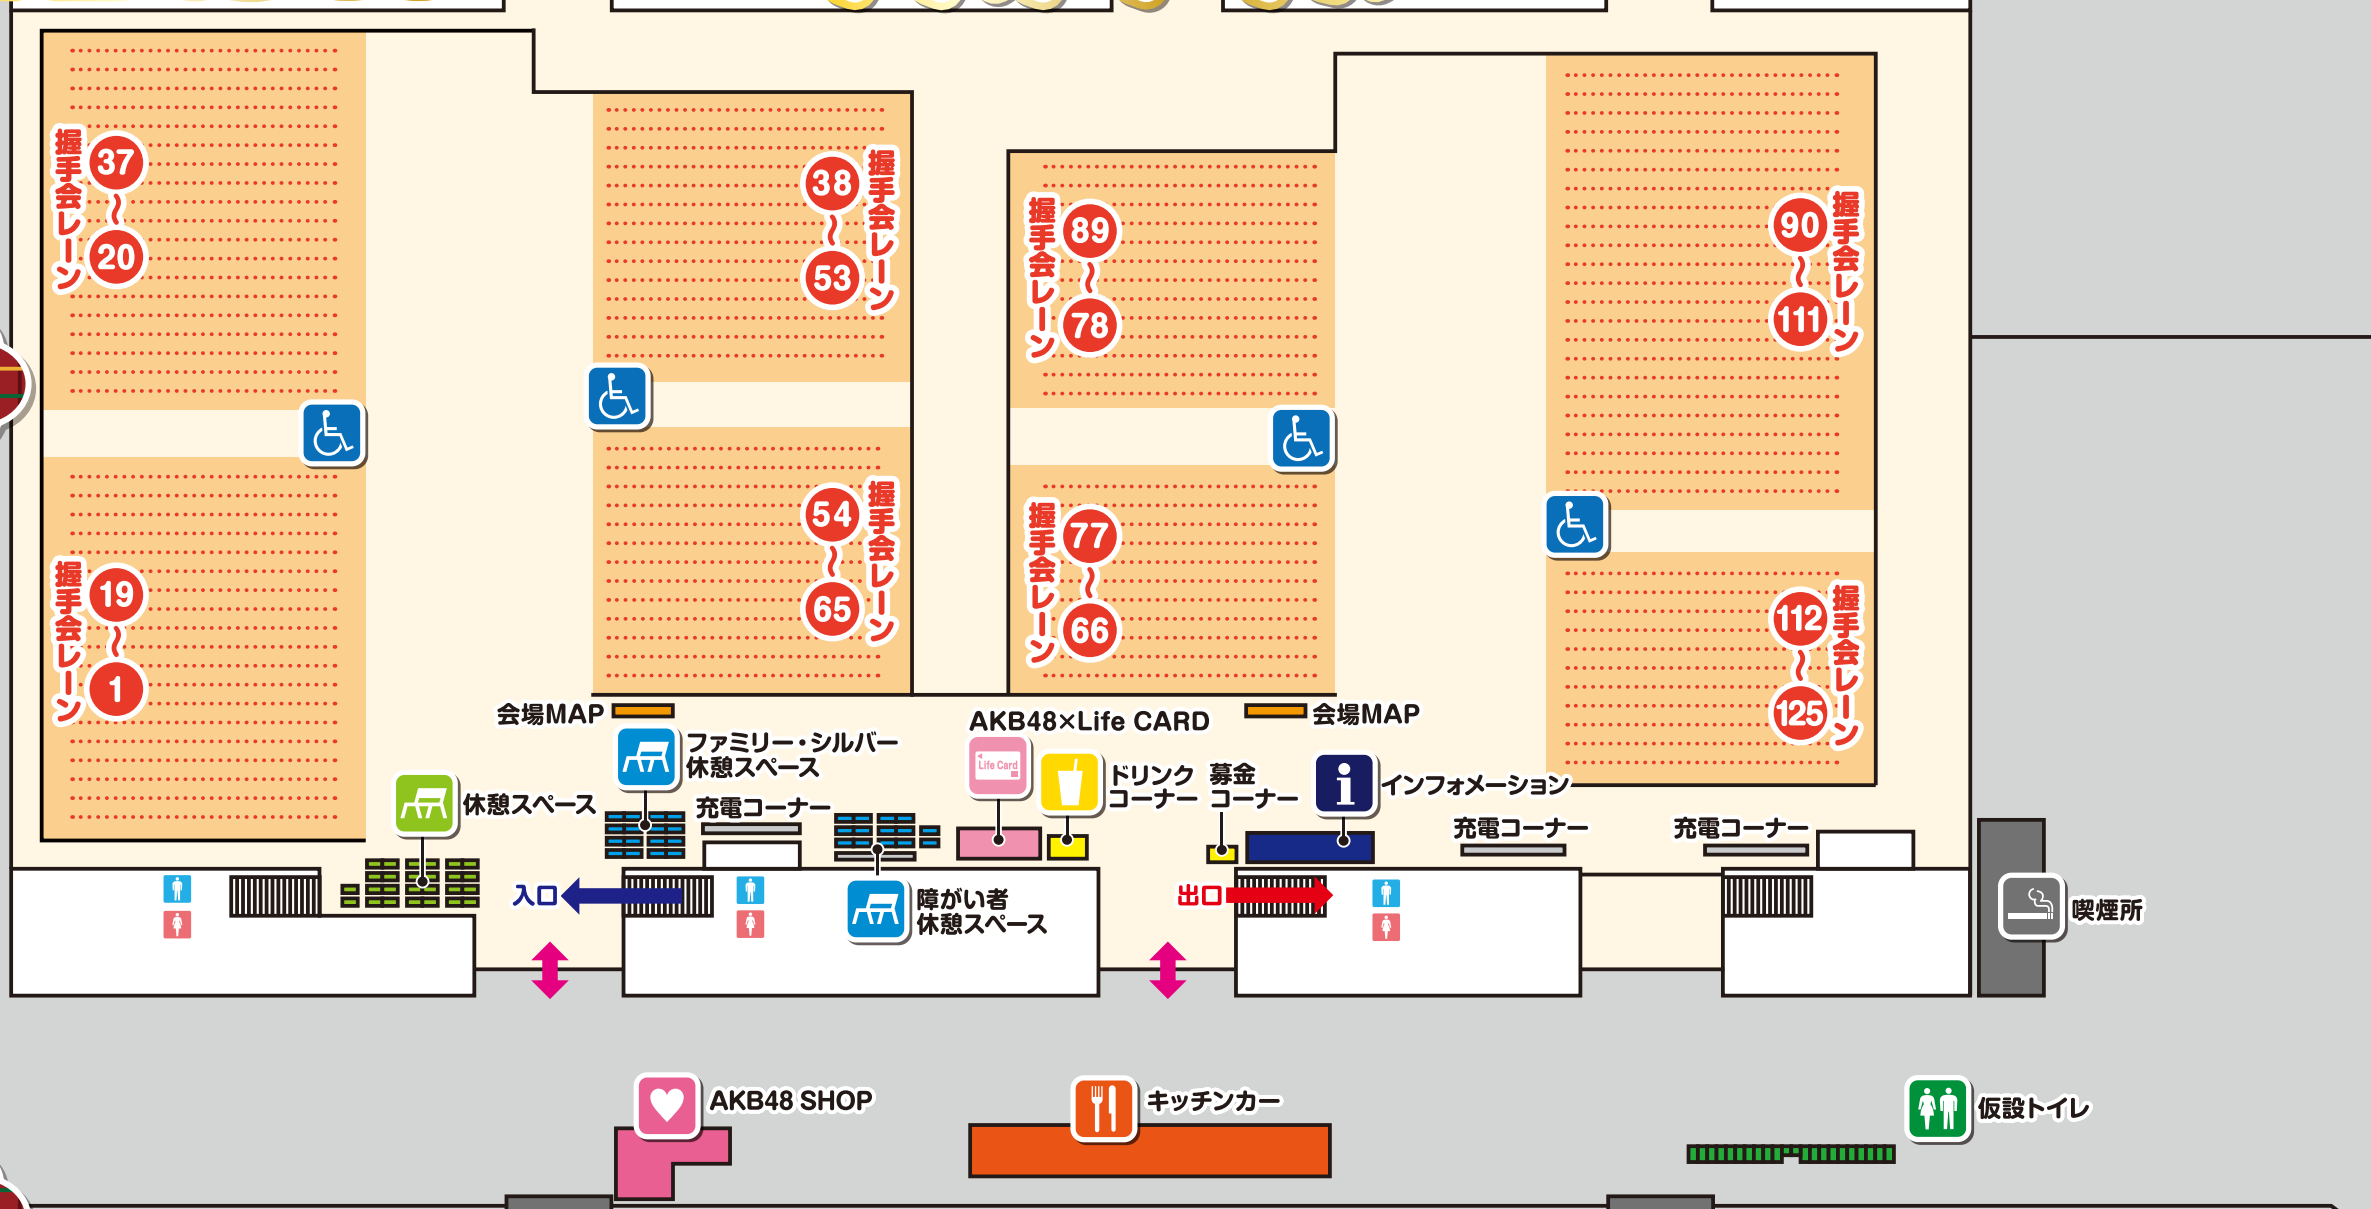 握手会レーン
37
〜
20
握手会レーン
19
〜
1
38
〜
53
握手会レーン
54
〜
65
握手会レーン
握手会レーン
89
〜
78
握手会レーン
77
〜
66
90
〜
111
握手会レーン
112
〜
125
握手会レーン
会場MAP
ファミリー・シルバー
休憩スペース
休憩スペース
充電コーナー
AKB48×Life CARD
Life Card
ドリンク
コーナー
募金
コーナー
会場MAP
i
インフォメーション
充電コーナー
充電コーナー
入口
障がい者
休憩スペース
出口
喫煙所
AKB48 SHOP
キッチンカー
仮設トイレ